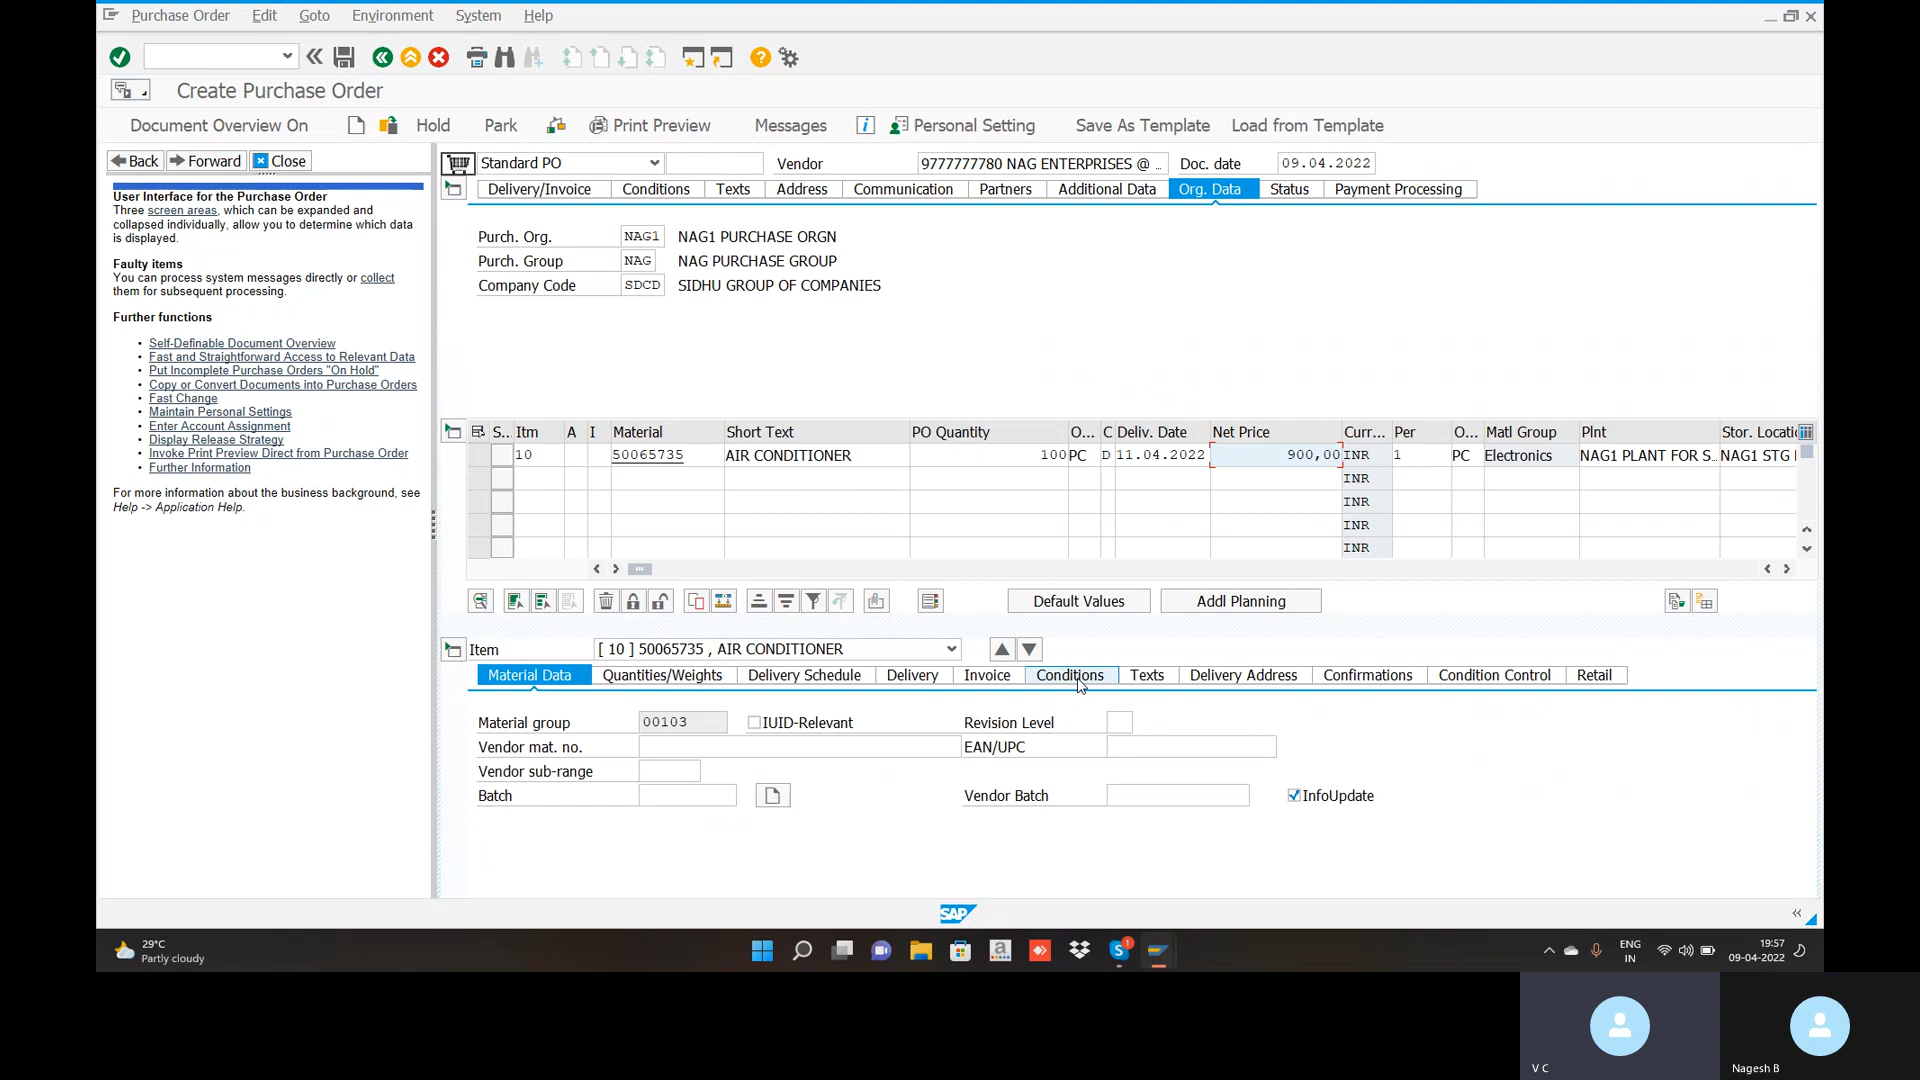 Purchase Order Edit Goto Environment System Help
Create Purchase Order
Document Overview On Hold Park Print Preview Messages Personal Setting Save As Template Load from Template
Back Forward Close
Standard PO Vendor 9777777780 NAG ENTERPRISES @ .. Doc. date 09.04.2022
Delivery/Invoice Conditions Texts Address Communication Partners Additional Data Org. Data Status Payment Processing
User Interface for the Purchase Order
Three screen areas, which can be expanded and
collapsed individually, allow you to determine which data
is displayed.
Faulty items
You can process system messages directly or collect
them for subsequent processing.
Further functions
• Self-Definable Document Overview
• Fast and Straightforward Access to Relevant Data
• Put Incomplete Purchase Orders "On Hold"
• Copy or Convert Documents into Purchase Orders
• Fast Change
• Maintain Personal Settings
• Enter Account Assignment
• Display Release Strategy
• Invoke Print Preview Direct from Purchase Order
• Further Information
For more information about the business background, see
Help -> Application Help.
Purch. Org. NAG1 NAG1 PURCHASE ORGN
Purch. Group NAG NAG PURCHASE GROUP
Company Code SDCD SIDHU GROUP OF COMPANIES
S... Itm A I Material Short Text PO Quantity O... C Deliv. Date Net Price Curr... Per O... Matl Group Plnt Stor. Locati
10 50065735 AIR CONDITIONER 100 PC D 11.04.2022 900,00 INR 1 PC Electronics NAG1 PLANT FOR S.. NAG1 STG
INR
INR
INR
INR
Default Values Addl Planning
Item [ 10 ] 50065735 , AIR CONDITIONER
Material Data Quantities/Weights Delivery Schedule Delivery Invoice Conditions Texts Delivery Address Confirmations Condition Control Retail
Material group 00103 IUID-Relevant Revision Level
Vendor mat. no. EAN/UPC
Vendor sub-range
Batch Vendor Batch InfoUpdate
SAP
29°C
Partly cloudy
ENG
IN
19:57
09-04-2022
V C
Nagesh B